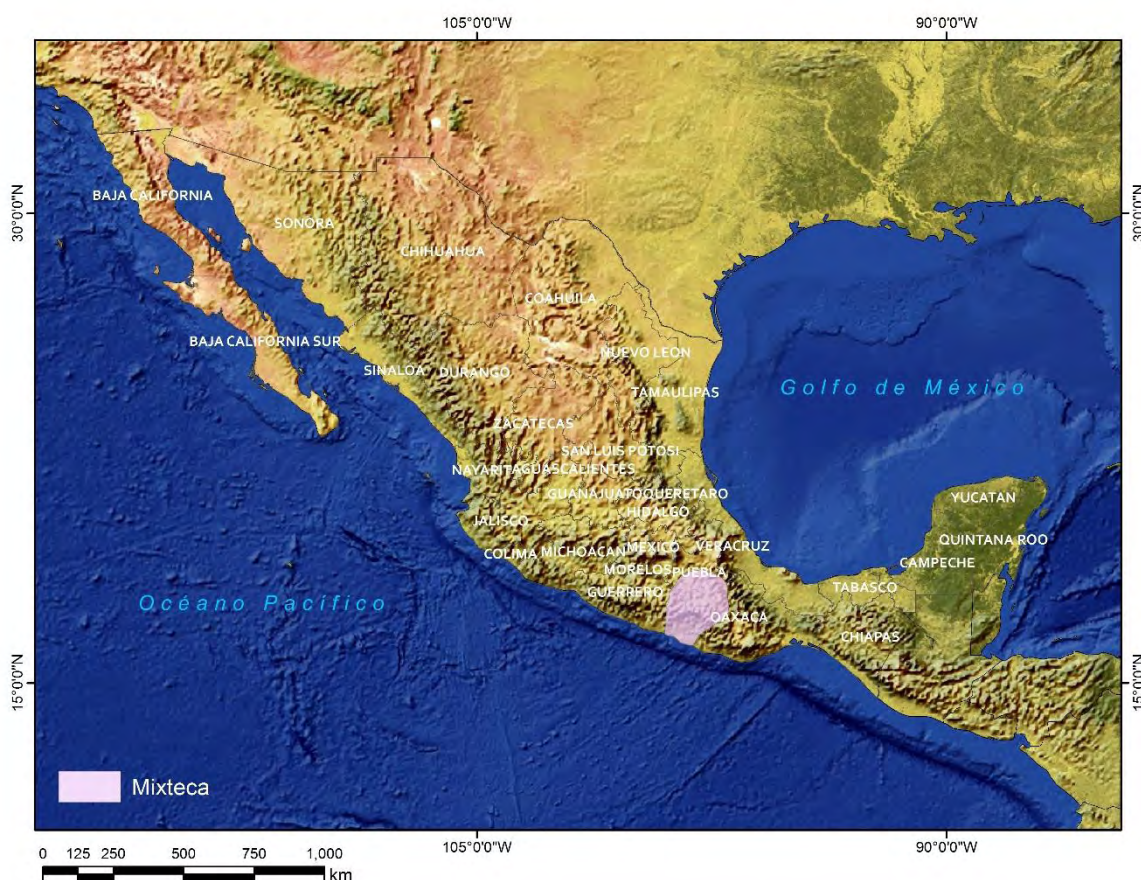 105°0'0"W 90°0'0"W
30°0'0"N 30°0'0"N
BAJA CALIFORNIA
SONORA
CHIHUAHUA
COAHUILA
BAJA CALIFORNIA SUR
NUEVO LEON
SINALOA
DURANGO
TAMAULIPAS
Golfo de México
ZACATECAS
SAN LUIS POTOSI
NAYARIT
AGUASCALIENTES
GUANAJUATO
QUERETARO
YUCATAN
HIDALGO
JALISCO
QUINTANA ROO
COLIMA
MICHOACAN
MEXICO
VERACRUZ
CAMPECHE
MORELOS
PUEBLA
TABASCO
GUERRERO
Océano Pacífico
OAXACA
CHIAPAS
15°0'0"N 15°0'0"N
Mixteca
105°0'0"W 90°0'0"W
0 125 250 500 750 1,000
km